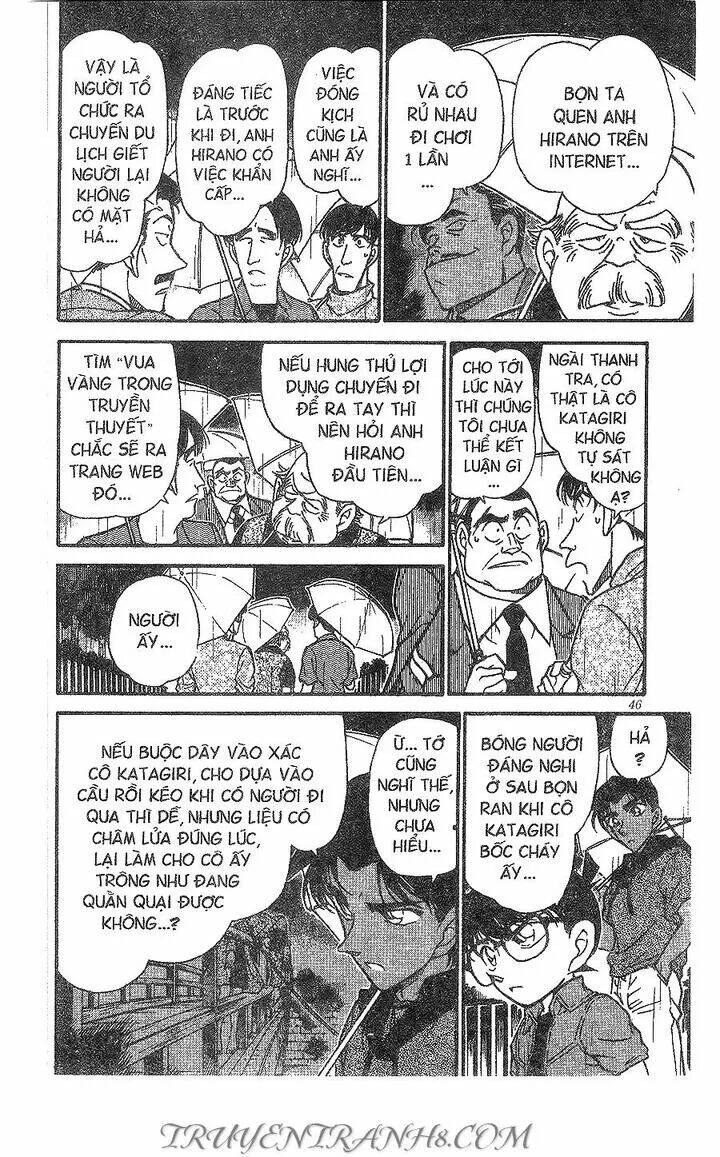 BỌN TA
QUEN ANH
HIRANO TRÊN
INTERNET...
VÀ CÓ
RỦ NHAU
ĐI CHƠI
1 LẦN
...
VIỆC
ĐÓNG
KỊCH
CŨNG LÀ
ANH ẤY
NGHĨ...
ĐÁNG TIẾC
LÀ TRƯỚC
KHI ĐI, ANH
HIRANO CÓ
VIỆC KHẨN
CẤP...
VẬY LÀ
NGƯỜI TỔ
CHỨC RA
CHUYẾN DU
LỊCH GIẾT
NGƯỜI LẠI
KHÔNG
CÓ MẶT
HẢ...
NGÀI THANH
TRA, CÓ
THẬT LÀ CÔ
KATAGIRI
KHÔNG
TỰ SÁT
KHÔNG
Ạ?
CHO TỚI
LÚC NÀY
THÌ CHÚNG
TÔI CHƯA
THỂ KẾT
LUẬN GÌ
...
NẾU HUNG THỦ LỢI
DỤNG CHUYẾN ĐI
ĐỂ RA TAY THÌ
NÊN HỎI ANH
HIRANO
ĐẦU TIÊN...
TÌM "VUA
VÀNG TRONG
TRUYỀN
THUYẾT"
CHẮC SẼ RA
TRANG WEB
ĐÓ...
NGƯỜI
ẤY...
46
HẢ
?
BÓNG NGƯỜI
ĐÁNG NGHI
Ở SAU BỌN
RAN KHI CÔ
KATAGIRI
BỐC CHÁY
ẤY...
Ừ... TỚ
CŨNG
NGHĨ THẾ,
NHƯNG
CHƯA
HIỂU...
NẾU BUỘC DÂY VÀO XÁC
CÔ KATAGIRI, CHO DỰA VÀO
CẦU RỒI KÉO KHI CÓ NGƯỜI ĐI
QUA THÌ DỄ, NHƯNG LIỆU CÓ
CHÂM LỬA ĐÚNG LÚC,
LẠI LÀM CHO CÔ ẤY
TRÔNG NHƯ ĐANG
QUẰN QUẠI ĐƯỢC
KHÔNG...?
TRUYENTRANH8.COM